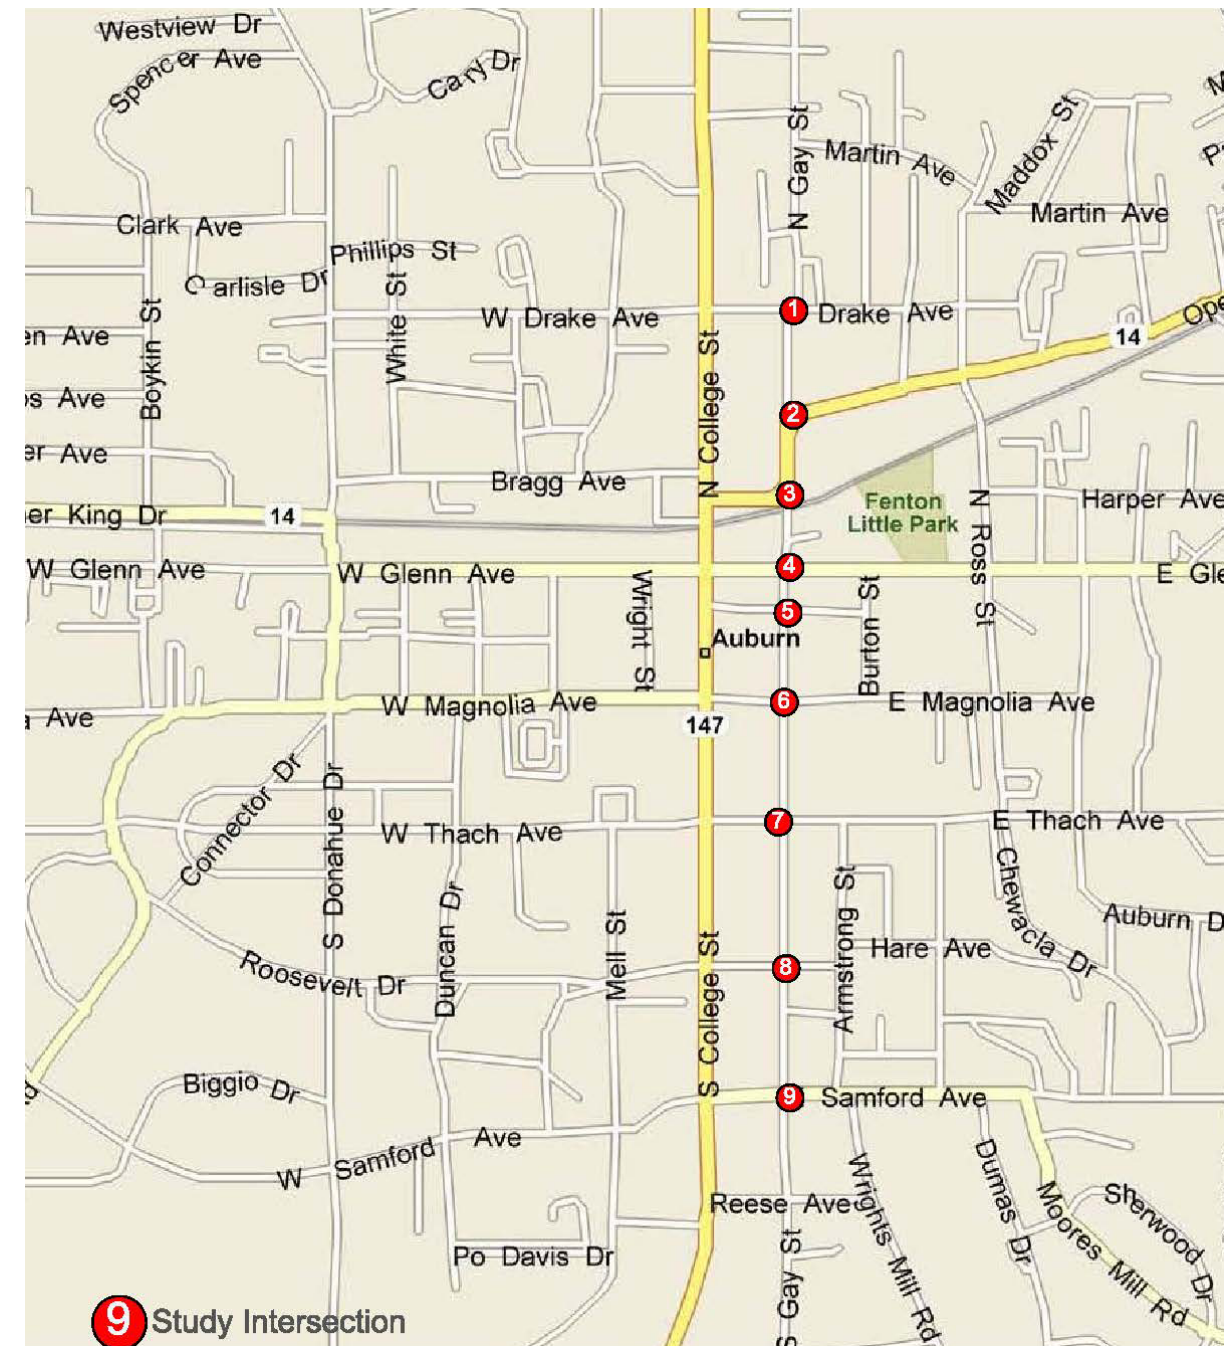 Westview Dr
Spencer Ave
Cary Dr
N Gay St
Martin Ave
Maddox St
Martin Ave
Clark Ave
Phillips St
Carlisle Dr
White St
Boykin St
W Drake Ave
1
Drake Ave
14
en Ave
N College St
2
s Ave
er Ave
Bragg Ave
3
Fenton
Little Park
N Ross St
Harper Ave
er King Dr
14
W Glenn Ave
W Glenn Ave
4
E Gle
Wright St
5
Burton St
Auburn
W Magnolia Ave
6
E Magnolia Ave
Ave
147
Connector Dr
S Donahue Dr
W Thach Ave
7
E Thach Ave
Duncan Dr
Mell St
S College St
Armstrong St
Chewacla Dr
Auburn D
Hare Ave
8
Roosevelt Dr
Biggio Dr
9
Samford Ave
W Samford Ave
Reese Ave
Wrights Mill Rd
Dumas Dr
Moores Mill Rd
Sherwood Dr
S Gay St
Po Davis Dr
9 Study Intersection